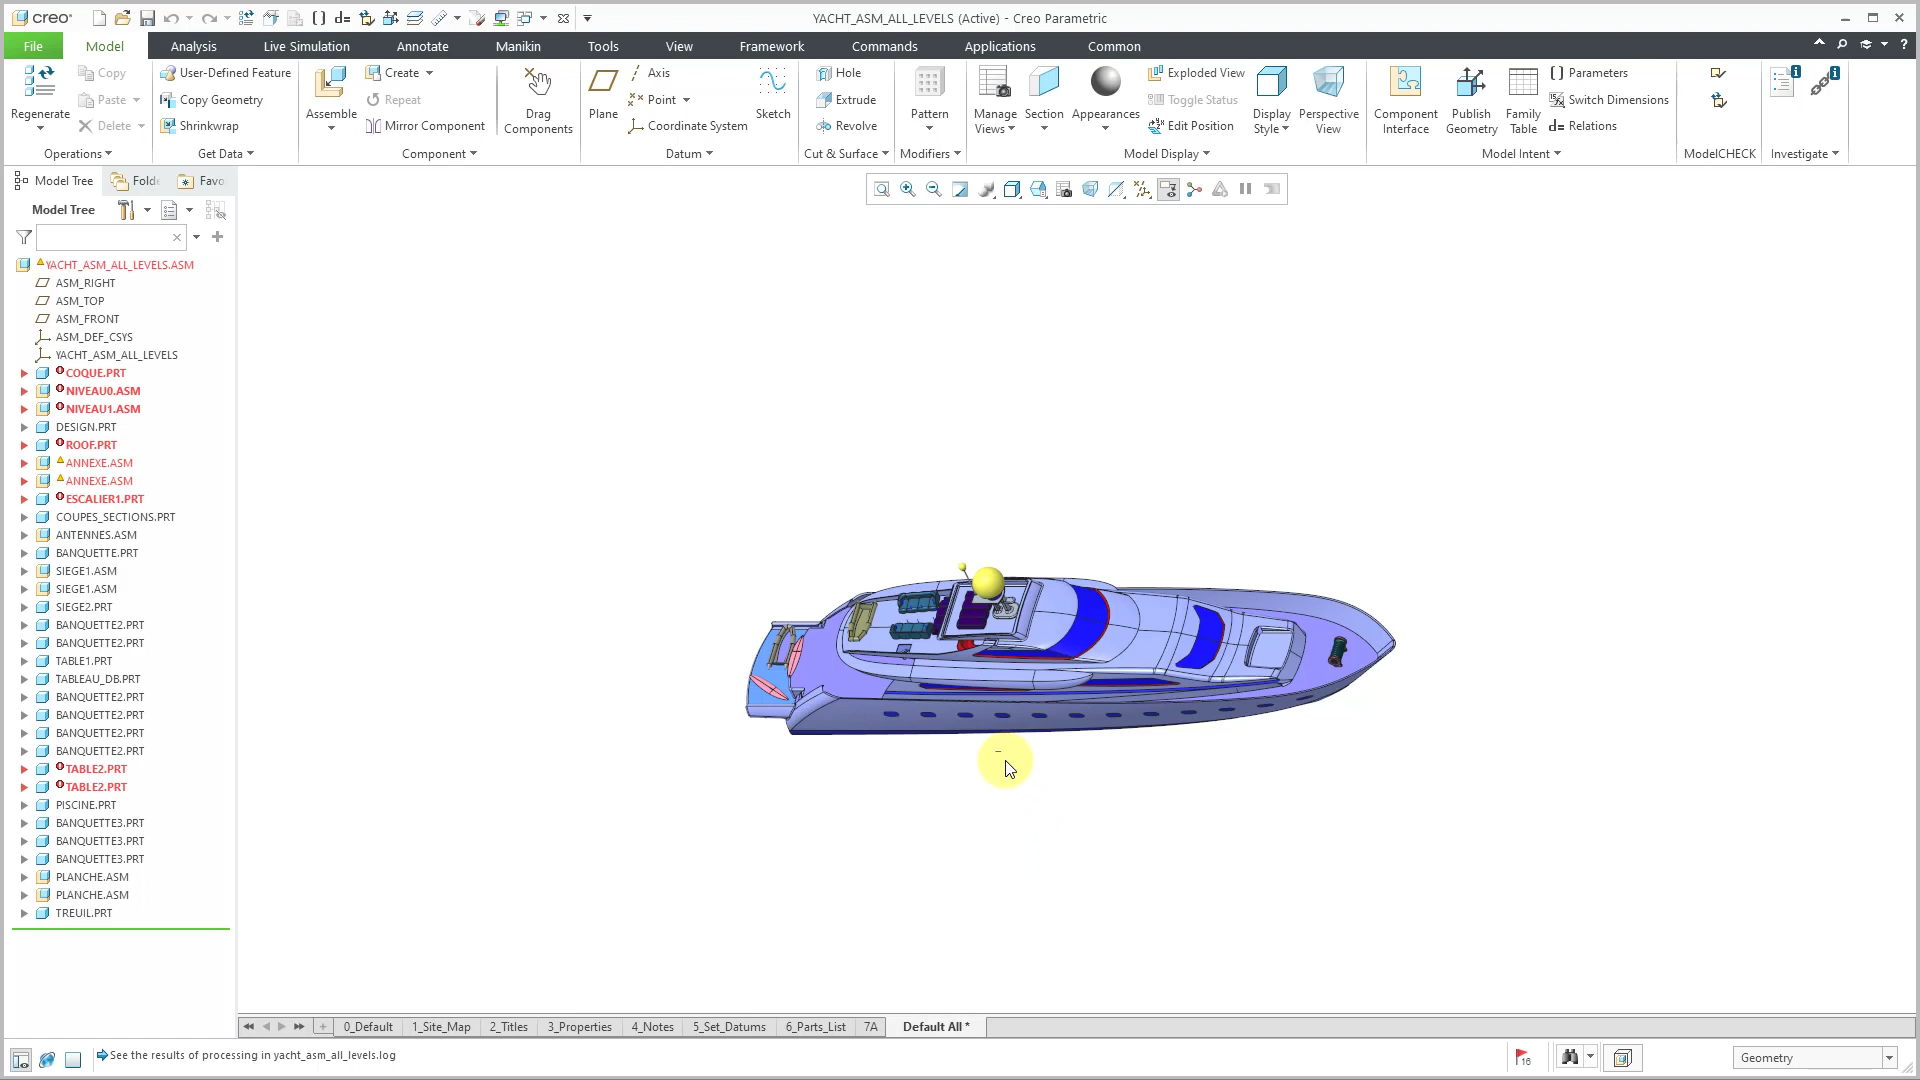 creo®
d=
YACHT_ASM_ALL_LEVELS (Active) - Creo Parametric
File
Model
Analysis
Live Simulation
Annotate
Manikin
Tools
View
Framework
Commands
Applications
Common
Regenerate
Copy
Paste
Delete
Operations
User-Defined Feature
Copy Geometry
Shrinkwrap
Get Data
Assemble
Create
Repeat
Mirror Component
Drag Components
Component
Plane
Axis
Point
Coordinate System
Sketch
Datum
Hole
Extrude
Revolve
Cut & Surface
Pattern
Modifiers
Manage Views
Section
Appearances
Exploded View
Toggle Status
Edit Position
Display Style
Perspective View
Model Display
Component Interface
Publish Geometry
Family Table
Parameters
Switch Dimensions
d= Relations
Model Intent
ModelCHECK
Investigate
Model Tree
Folde
Favo
Model Tree
YACHT_ASM_ALL_LEVELS.ASM
ASM_RIGHT
ASM_TOP
ASM_FRONT
ASM_DEF_CSYS
YACHT_ASM_ALL_LEVELS
COQUE.PRT
NIVEAU0.ASM
NIVEAU1.ASM
DESIGN.PRT
ROOF.PRT
ANNEXE.ASM
ANNEXE.ASM
ESCALIER1.PRT
COUPES_SECTIONS.PRT
ANTENNES.ASM
BANQUETTE.PRT
SIEGE1.ASM
SIEGE1.ASM
SIEGE2.PRT
BANQUETTE2.PRT
BANQUETTE2.PRT
TABLE1.PRT
TABLEAU_DB.PRT
BANQUETTE2.PRT
BANQUETTE2.PRT
BANQUETTE2.PRT
BANQUETTE2.PRT
TABLE2.PRT
TABLE2.PRT
PISCINE.PRT
BANQUETTE3.PRT
BANQUETTE3.PRT
BANQUETTE3.PRT
PLANCHE.ASM
PLANCHE.ASM
TREUIL.PRT
0_Default
1_Site_Map
2_Titles
3_Properties
4_Notes
5_Set_Datums
6_Parts_List
7A
Default All *
See the results of processing in yacht_asm_all_levels.log
16
Geometry